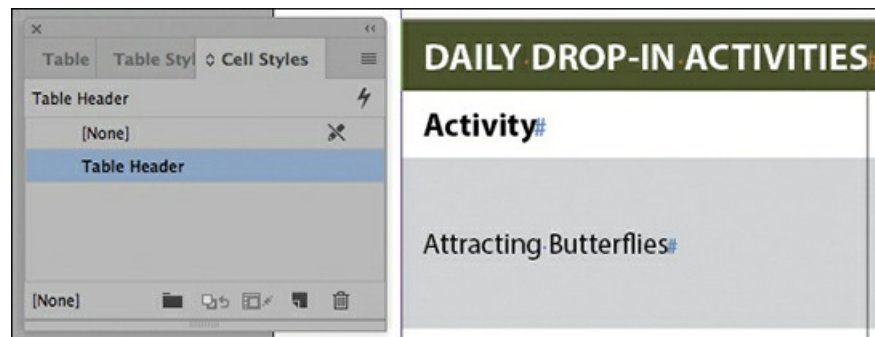 Table Table Styl Cell Styles
Table Header
[None]
Table Header
[None]
DAILY DROP-IN ACTIVITIES#
Activity#
Attracting Butterflies#